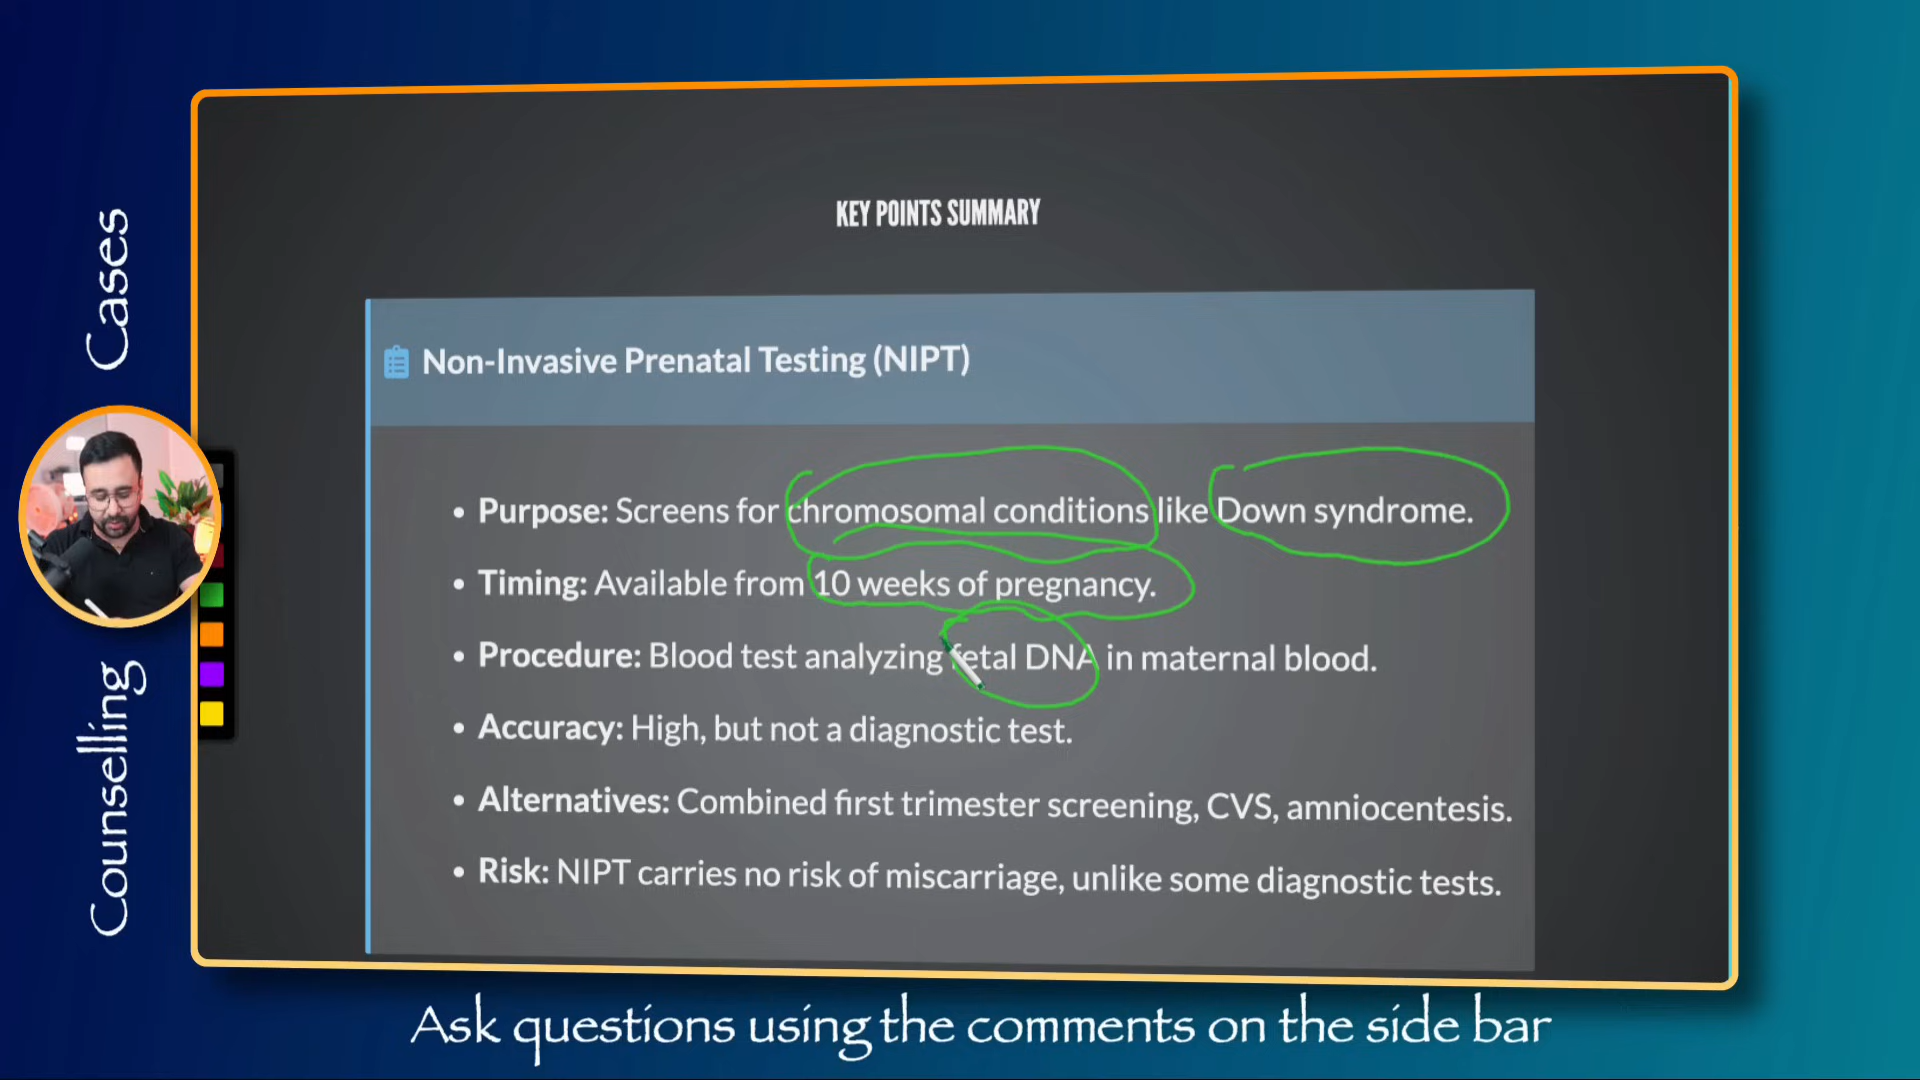 KEY POINTS SUMMARY
Non-Invasive Prenatal Testing (NIPT)
• Purpose: Screens for chromosomal conditions like Down syndrome.
• Timing: Available from 10 weeks of pregnancy.
• Procedure: Blood test analyzing fetal DNA in maternal blood.
• Accuracy: High, but not a diagnostic test.
• Alternatives: Combined first trimester screening, CVS, amniocentesis.
• Risk: NIPT carries no risk of miscarriage, unlike some diagnostic tests.
Counselling
Cases
Ask questions using the comments on the side bar